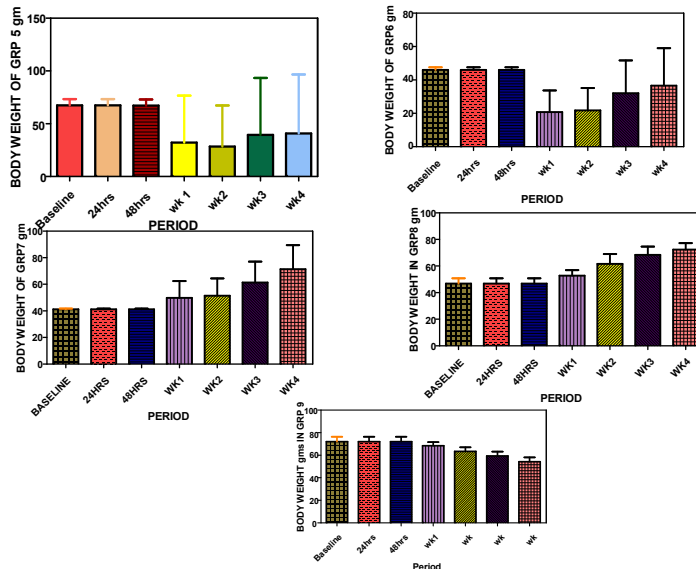 BODY WEIGHT OF GRP 5 gm
150
100
50
0
Baseline
24hrs
48hrs
wk 1
wk2
wk3
wk4
PERIOD
BODY WEIGHT OF GRP6 gm
80
60
40
20
0
Baseline
24hrs
48hrs
wk1
wk2
wk3
wk4
PERIOD
BODY WEIGHT OF GRP7 gm
100
80
60
40
20
0
BASELINE
24HRS
48HRS
WK1
WK2
WK3
WK4
PERIOD
BODY WEIGHT IN GRP8 gm
100
80
60
40
20
0
BASELINE
24HRS
48HRS
WK1
WK2
WK3
WK4
PERIOD
BODY WEIGHT gms IN GRP 9
100
80
60
40
20
0
Baseline
24hrs
48hrs
wk1
wk
wk
wk
Period